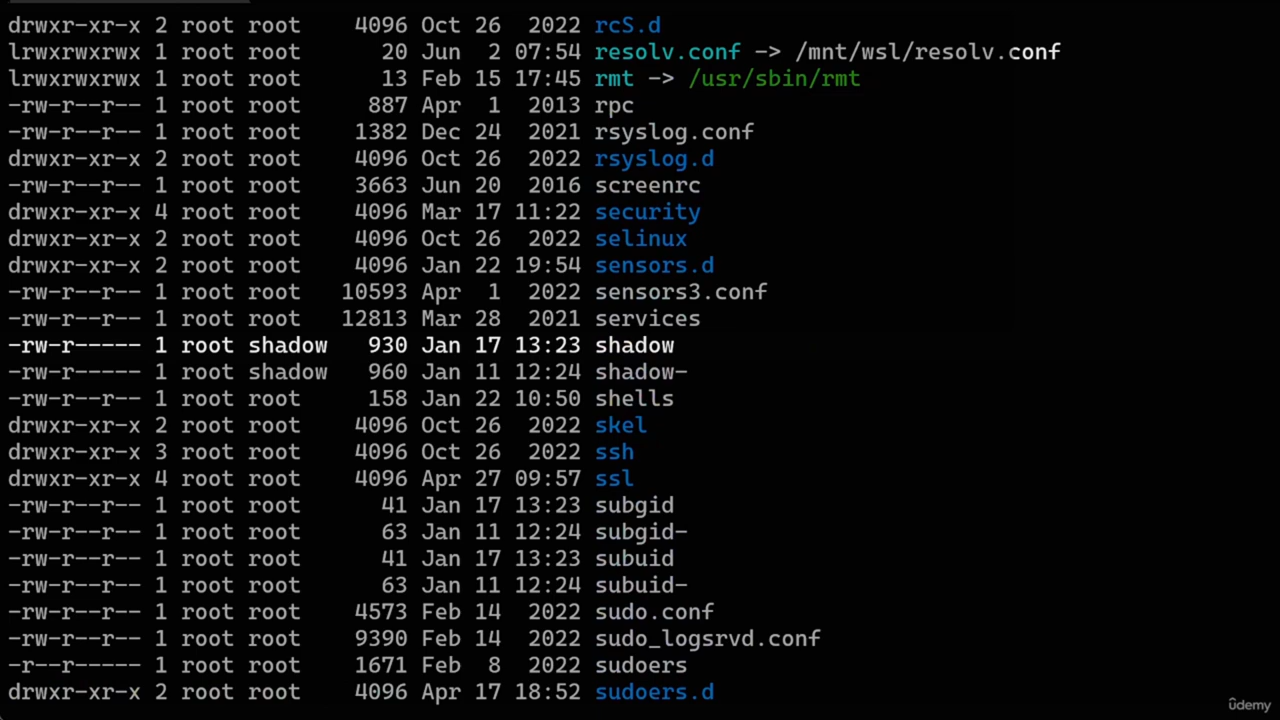 drwxr-xr-x 2 root root    4096 Oct 26  2022 rcS.d
lrwxrwxrwx 1 root root      20 Jun  2 07:54 resolv.conf -> /mnt/wsl/resolv.conf
lrwxrwxrwx 1 root root      13 Feb 15 17:45 rmt -> /usr/sbin/rmt
-rw-r--r-- 1 root root     887 Apr  1  2013 rpc
-rw-r--r-- 1 root root    1382 Dec 24  2021 rsyslog.conf
drwxr-xr-x 2 root root    4096 Oct 26  2022 rsyslog.d
-rw-r--r-- 1 root root    3663 Jun 20  2016 screenrc
drwxr-xr-x 4 root root    4096 Mar 17 11:22 security
drwxr-xr-x 2 root root    4096 Oct 26  2022 selinux
drwxr-xr-x 2 root root    4096 Jan 22 19:54 sensors.d
-rw-r--r-- 1 root root   10593 Apr  1  2022 sensors3.conf
-rw-r--r-- 1 root root   12813 Mar 28  2021 services
-rw-r----- 1 root shadow   930 Jan 17 13:23 shadow
-rw-r----- 1 root shadow   960 Jan 11 12:24 shadow-
-rw-r--r-- 1 root root     158 Jan 22 10:50 shells
drwxr-xr-x 2 root root    4096 Oct 26  2022 skel
drwxr-xr-x 3 root root    4096 Oct 26  2022 ssh
drwxr-xr-x 4 root root    4096 Apr 27 09:57 ssl
-rw-r--r-- 1 root root      41 Jan 17 13:23 subgid
-rw-r--r-- 1 root root      63 Jan 11 12:24 subgid-
-rw-r--r-- 1 root root      41 Jan 17 13:23 subuid
-rw-r--r-- 1 root root      63 Jan 11 12:24 subuid-
-rw-r--r-- 1 root root    4573 Feb 14  2022 sudo.conf
-rw-r--r-- 1 root root    9390 Feb 14  2022 sudo_logsrvd.conf
-r--r----- 1 root root    1671 Feb  8  2022 sudoers
drwxr-xr-x 2 root root    4096 Apr 17 18:52 sudoers.d
ûdemy